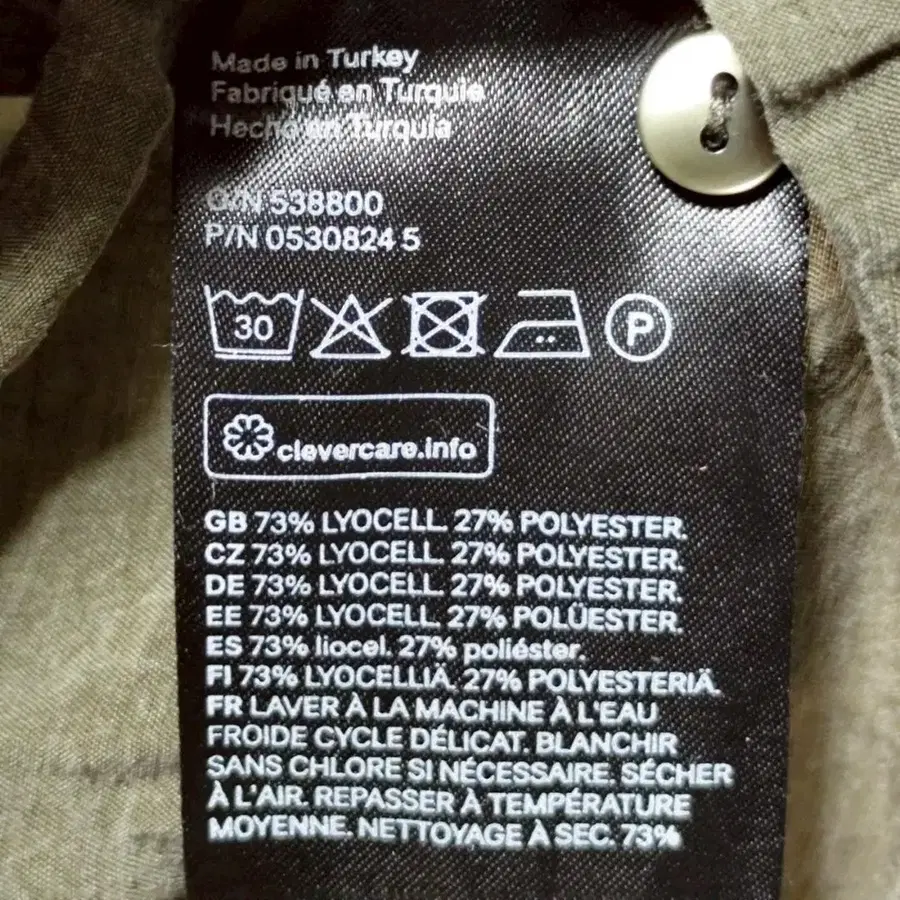 Made in Turkey
Fabriqué en Turquie
Hecho en Turquía
O/N 538800
P/N 0530824 5
30
P
clevercare.info
GB 73% LYOCELL. 27% POLYESTER.
CZ 73% LYOCELL. 27% POLYESTER.
DE 73% LYOCELL. 27% POLYESTER.
EE 73% LYOCELL. 27% POLÜESTER.
ES 73% liocel. 27% poliéster.
FI 73% LYOCELLIÄ. 27% POLYESTERIÄ.
FR LAVER À LA MACHINE À L'EAU
FROIDE CYCLE DÉLICAT. BLANCHIR
SANS CHLORE SI NÉCESSAIRE. SÉCHER
À L'AIR. REPASSER À TEMPÉRATURE
MOYENNE. NETTOYAGE À SEC. 73%